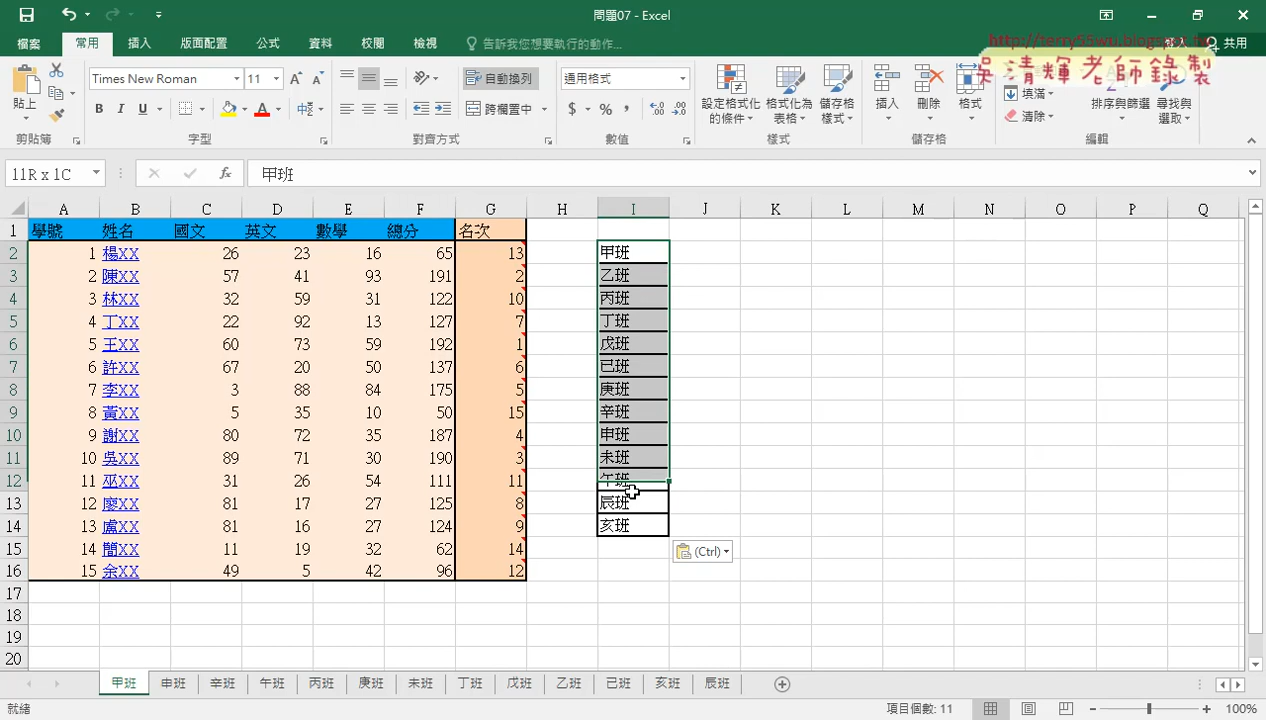 問題07 - Excel
檔案 常用 插入 版面配置 公式 資料 校閱 檢視 告訴我您想要執行的動作... 登入 共用
http://terry55wu.blogspot.tw
吳清輝老師錄製
Times New Roman 11 自動換列 通用格式
貼上 B I U 中 跨欄置中 $ % , 設定格式化的條件 格式化為表格 儲存格樣式 插入 刪除 格式 填滿 清除 排序與篩選 尋找與選取
剪貼簿 字型 對齊方式 數值 樣式 儲存格 編輯
11R x 1C fx 甲班
A B C D E F G H I J K L M N O P Q
1 學號 姓名 國文 英文 數學 總分 名次
2 1 楊XX 26 23 16 65 13 甲班
3 2 陳XX 57 41 93 191 2 乙班
4 3 林XX 32 59 31 122 10 丙班
5 4 丁XX 22 92 13 127 7 丁班
6 5 王XX 60 73 59 192 1 戊班
7 6 許XX 67 20 50 137 6 已班
8 7 李XX 3 88 84 175 5 庚班
9 8 黃XX 5 35 10 50 15 辛班
10 9 謝XX 80 72 35 187 4 申班
11 10 吳XX 89 71 30 190 3 未班
12 11 巫XX 31 26 54 111 11 午班
13 12 廖XX 81 17 27 125 8 辰班
14 13 盧XX 81 16 27 124 9 亥班
15 14 簡XX 11 19 32 62 14 (Ctrl)
16 15 余XX 49 5 42 96 12
17
18
19
20
甲班 申班 辛班 午班 丙班 庚班 未班 丁班 戊班 乙班 已班 亥班 辰班
就緒 項目個數: 11 100%